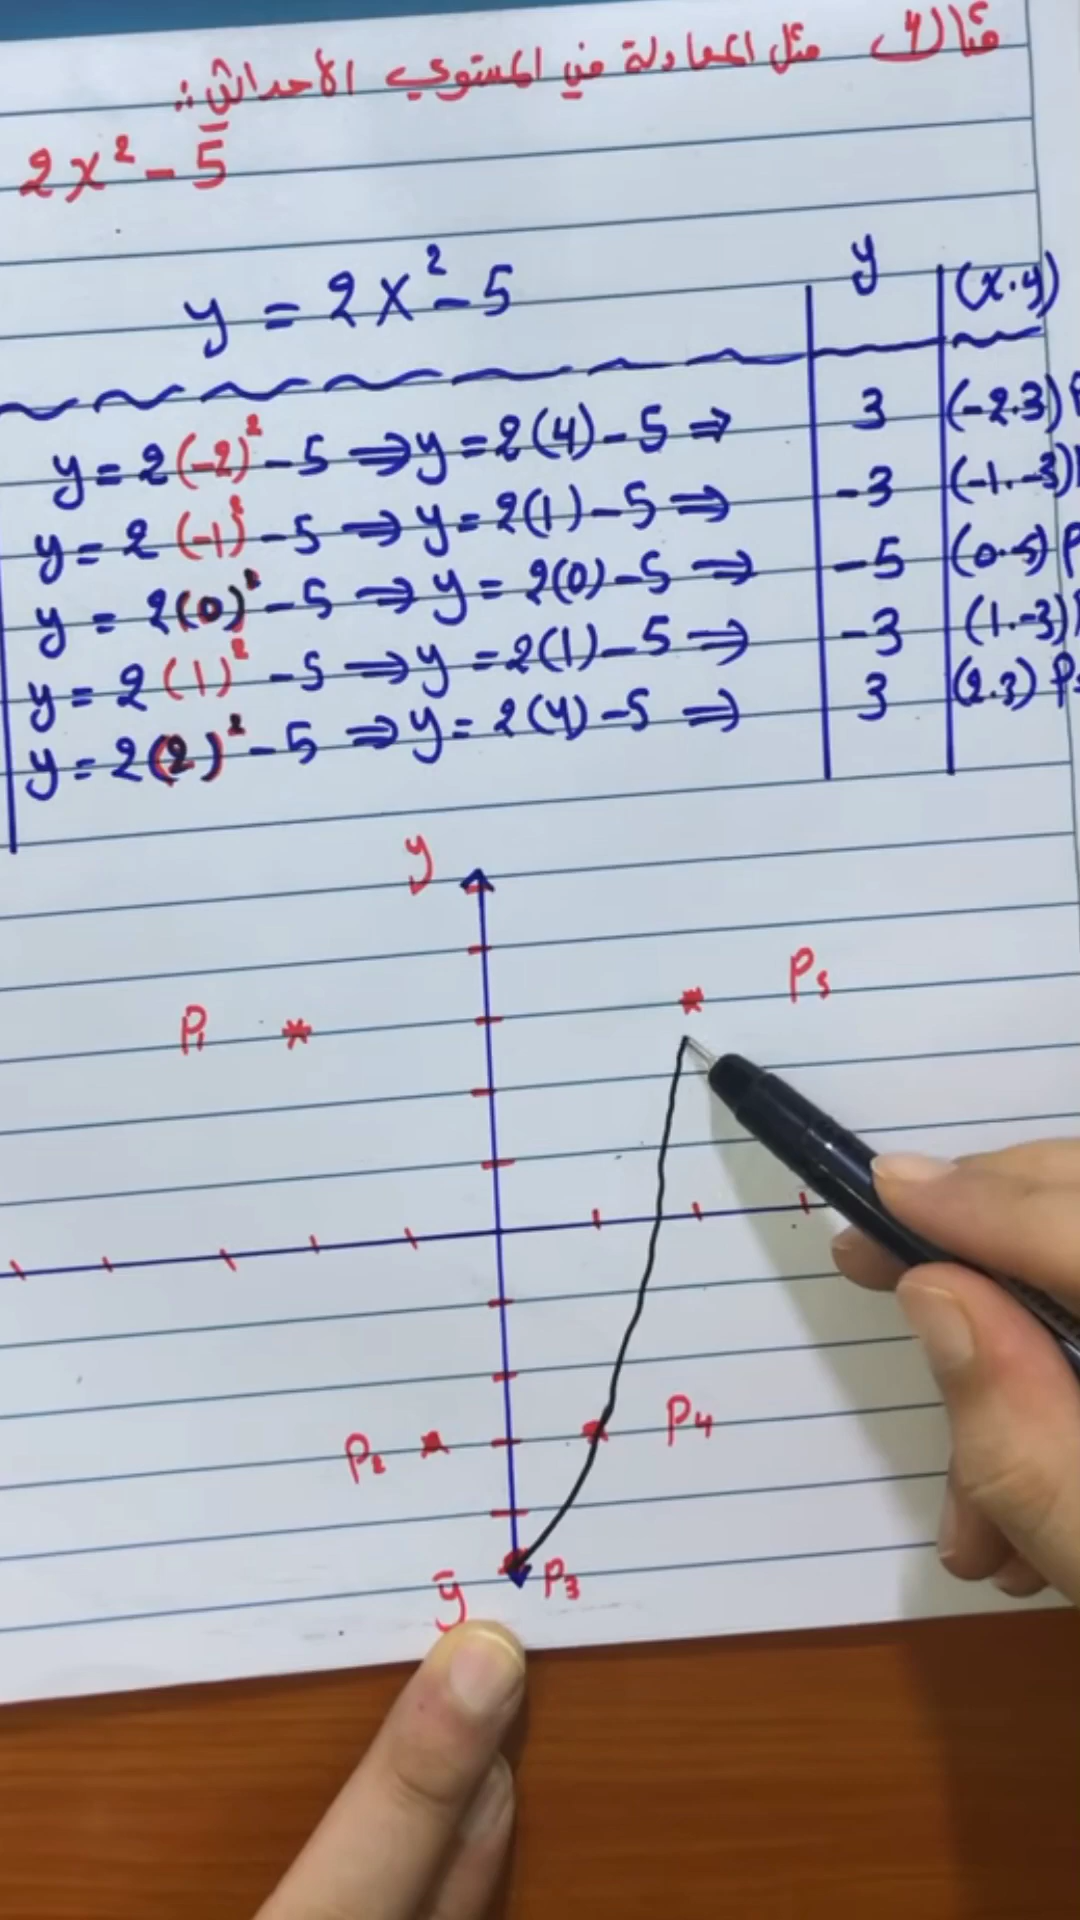 مثال(4) مثل المعادلة في المستوي الاحداثي:
2x² - 5
y = 2x² - 5 y (x.y)
y = 2(-2)² - 5 ⇒ y = 2(4) - 5 ⇒ 3 (-2.3)
y = 2(-1)² - 5 ⇒ y = 2(1) - 5 ⇒ -3 (-1.-3)
y = 2(0)² - 5 ⇒ y = 2(0) - 5 ⇒ -5 (0.-5) P
y = 2(1)² - 5 ⇒ y = 2(1) - 5 ⇒ -3 (1.-3)
y = 2(2)² - 5 ⇒ y = 2(4) - 5 ⇒ 3 (2.3) P
y
P₁ P₅
P₂ P₄
ȳ P₃